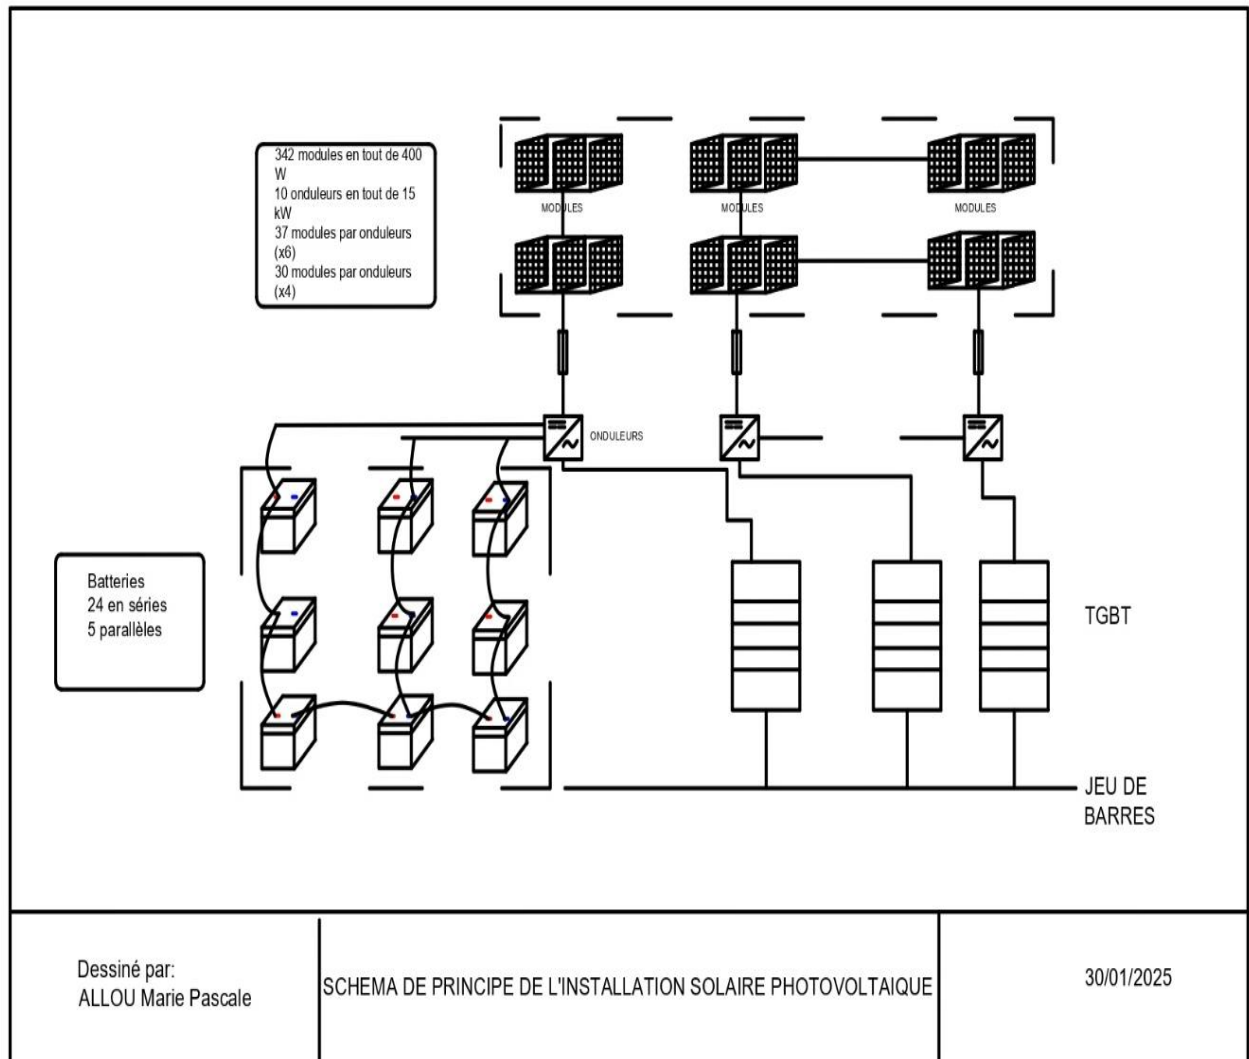 342 modules en tout de 400
W
10 onduleurs en tout de 15
kW
37 modules par onduleurs
(x6)
30 modules par onduleurs
(x4)
MODULES
MODULES
MODULES
ONDULEURS
Batteries
24 en séries
5 parallèles
TGBT
JEU DE
BARRES
Dessiné par:
ALLOU Marie Pascale
SCHEMA DE PRINCIPE DE L'INSTALLATION SOLAIRE PHOTOVOLTAIQUE
30/01/2025